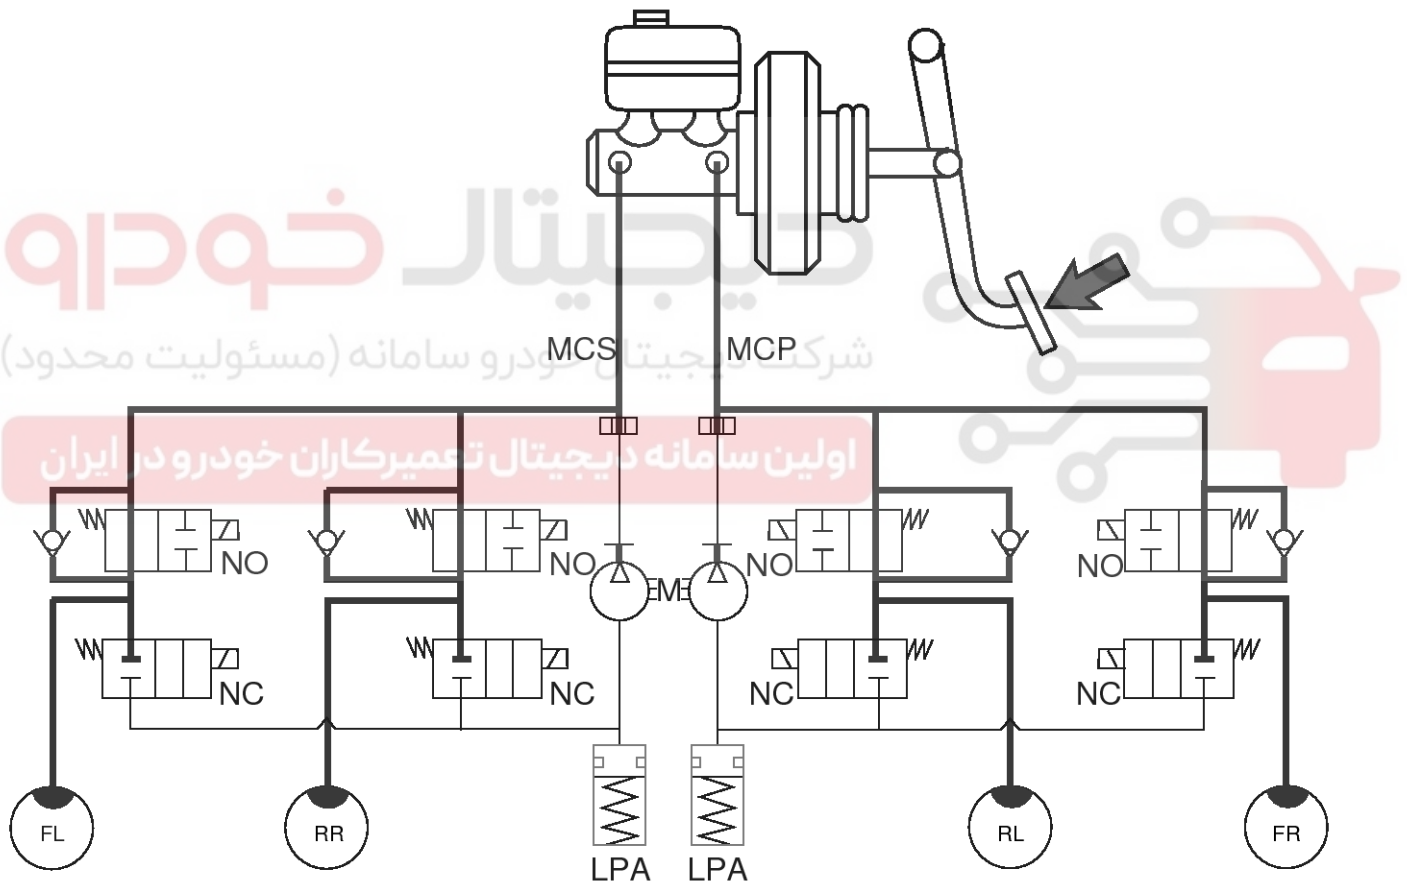 دیجیتال خودرو
MCS
MCP
شرکت دیجیتال خودرو سامانه (مسئولیت محدود)
اولین سامانه دیجیتال تعمیرکاران خودرو در ایران
NO
NO
NO
NO
M
NC
NC
NC
NC
FL
RR
RL
FR
LPA
LPA